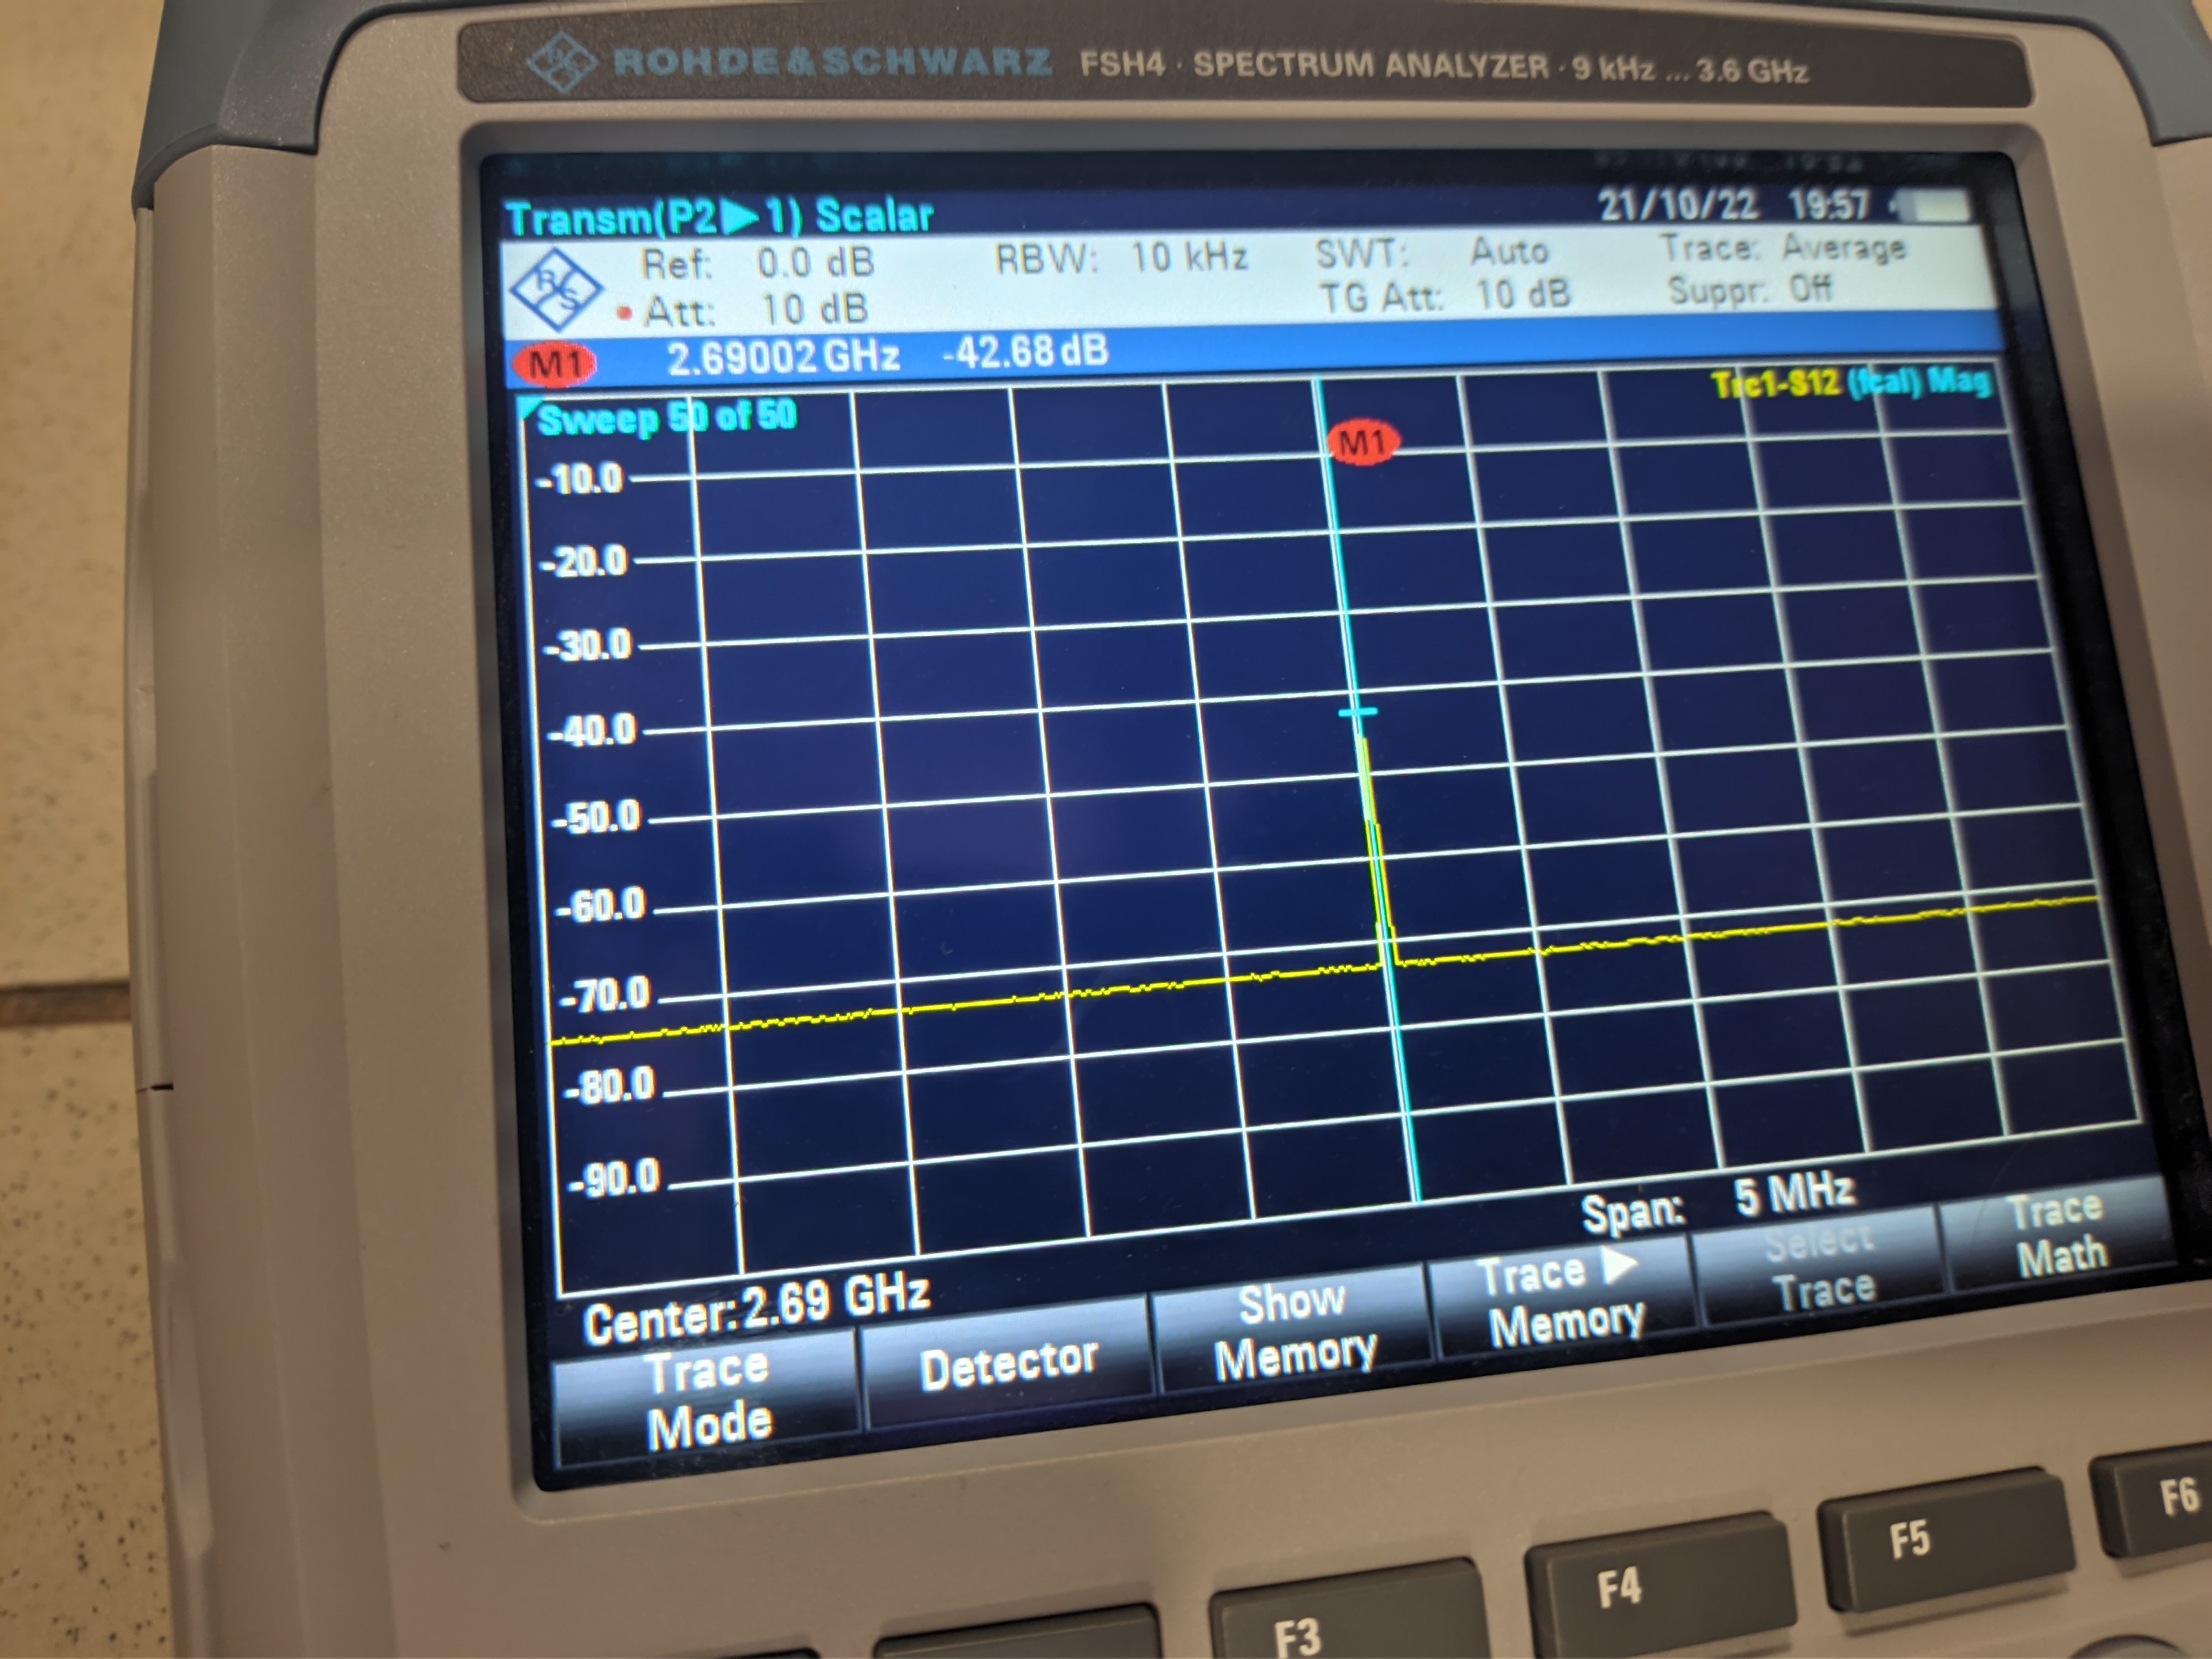 ROHDE&SCHWARZ FSH4 · SPECTRUM ANALYZER · 9 kHz ... 3.6 GHz
Transm(P2▶1) Scalar 21/10/22 19:57
Ref: 0.0 dB RBW: 10 kHz SWT: Auto Trace: Average
Att: 10 dB TG Att: 10 dB Suppr: Off
M1 2.69002 GHz -42.68 dB
Sweep 50 of 50 Trc1-S12 (fcal) Mag
M1
-10.0
-20.0
-30.0
-40.0
-50.0
-60.0
-70.0
-80.0
-90.0
Center: 2.69 GHz Span: 5 MHz
Trace Mode
Detector
Show Memory
Trace ▶ Memory
Select Trace
Trace Math
F3
F4
F5
F6